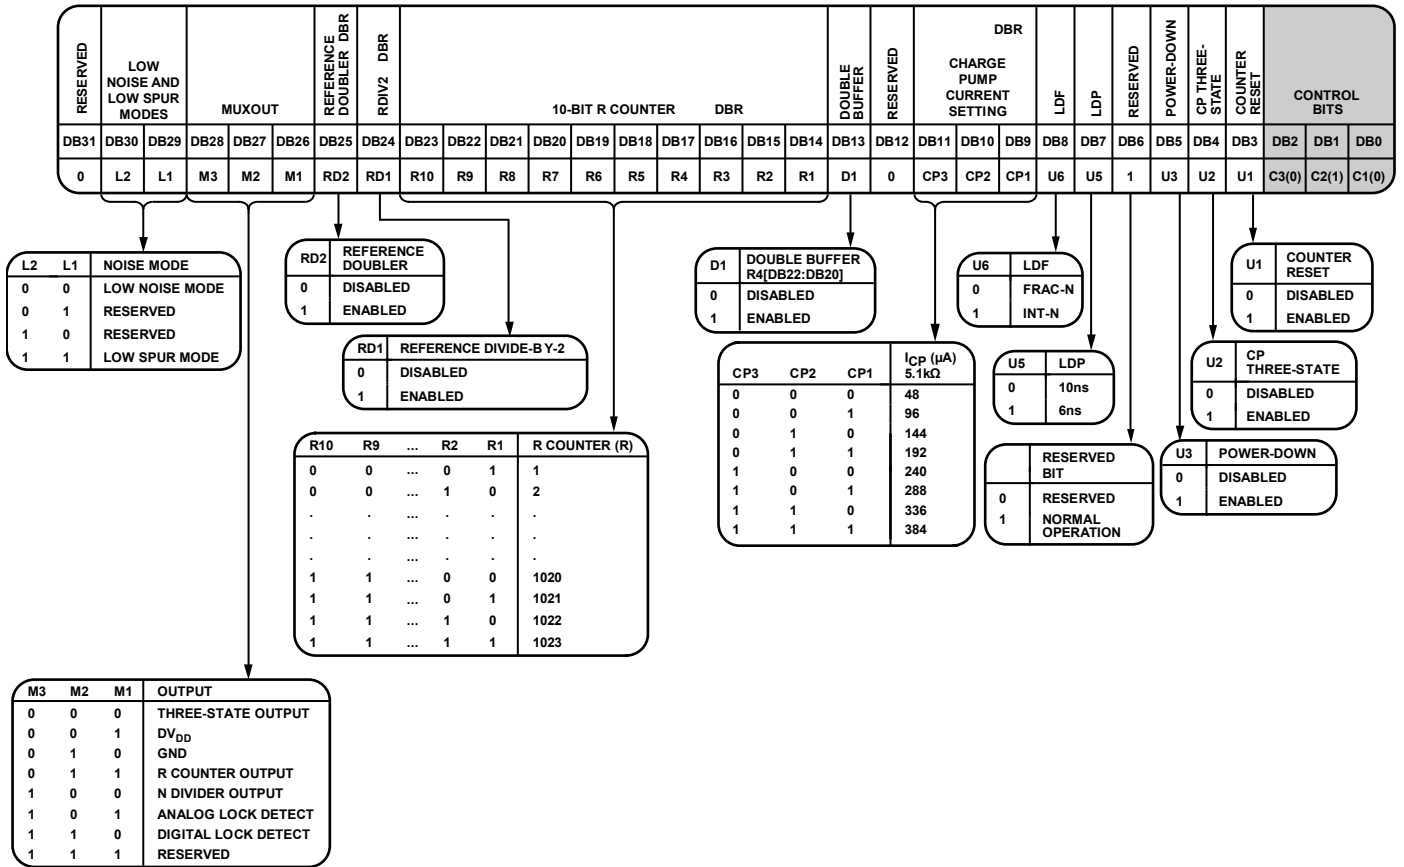 RESERVED
LOW
NOISE AND
LOW SPUR
MODES
MUXOUT
REFERENCE
DOUBLER DBR
RDIV2 DBR
10-BIT R COUNTER DBR
DOUBLE
BUFFER
RESERVED
DBR
CHARGE
PUMP
CURRENT
SETTING
LDF
LDP
RESERVED
POWER-DOWN
CP THREE-
STATE
COUNTER
RESET
CONTROL
BITS
DB31 DB30 DB29 DB28 DB27 DB26 DB25 DB24 DB23 DB22 DB21 DB20 DB19 DB18 DB17 DB16 DB15 DB14 DB13 DB12 DB11 DB10 DB9 DB8 DB7 DB6 DB5 DB4 DB3 DB2 DB1 DB0
0 L2 L1 M3 M2 M1 RD2 RD1 R10 R9 R8 R7 R6 R5 R4 R3 R2 R1 D1 0 CP3 CP2 CP1 U6 U5 1 U3 U2 U1 C3(0) C2(1) C1(0)
L2 L1 NOISE MODE
0 0 LOW NOISE MODE
0 1 RESERVED
1 0 RESERVED
1 1 LOW SPUR MODE
RD2 REFERENCE
DOUBLER
0 DISABLED
1 ENABLED
RD1 REFERENCE DIVIDE-BY-2
0 DISABLED
1 ENABLED
R10 R9 ... R2 R1 R COUNTER (R)
0 0 ... 0 1 1
0 0 ... 1 0 2
. . ... . . .
. . ... . . .
. . ... . . .
1 1 ... 0 0 1020
1 1 ... 0 1 1021
1 1 ... 1 0 1022
1 1 ... 1 1 1023
D1 DOUBLE BUFFER
R4[DB22:DB20]
0 DISABLED
1 ENABLED
CP3 CP2 CP1 ICP (µA)
5.1kΩ
0 0 0 48
0 0 1 96
0 1 0 144
0 1 1 192
1 0 0 240
1 0 1 288
1 1 0 336
1 1 1 384
U6 LDF
0 FRAC-N
1 INT-N
U5 LDP
0 10ns
1 6ns
RESERVED
BIT
0 RESERVED
1 NORMAL
OPERATION
U1 COUNTER
RESET
0 DISABLED
1 ENABLED
U2 CP
THREE-STATE
0 DISABLED
1 ENABLED
U3 POWER-DOWN
0 DISABLED
1 ENABLED
M3 M2 M1 OUTPUT
0 0 0 THREE-STATE OUTPUT
0 0 1 DVDD
0 1 0 GND
0 1 1 R COUNTER OUTPUT
1 0 0 N DIVIDER OUTPUT
1 0 1 ANALOG LOCK DETECT
1 1 0 DIGITAL LOCK DETECT
1 1 1 RESERVED